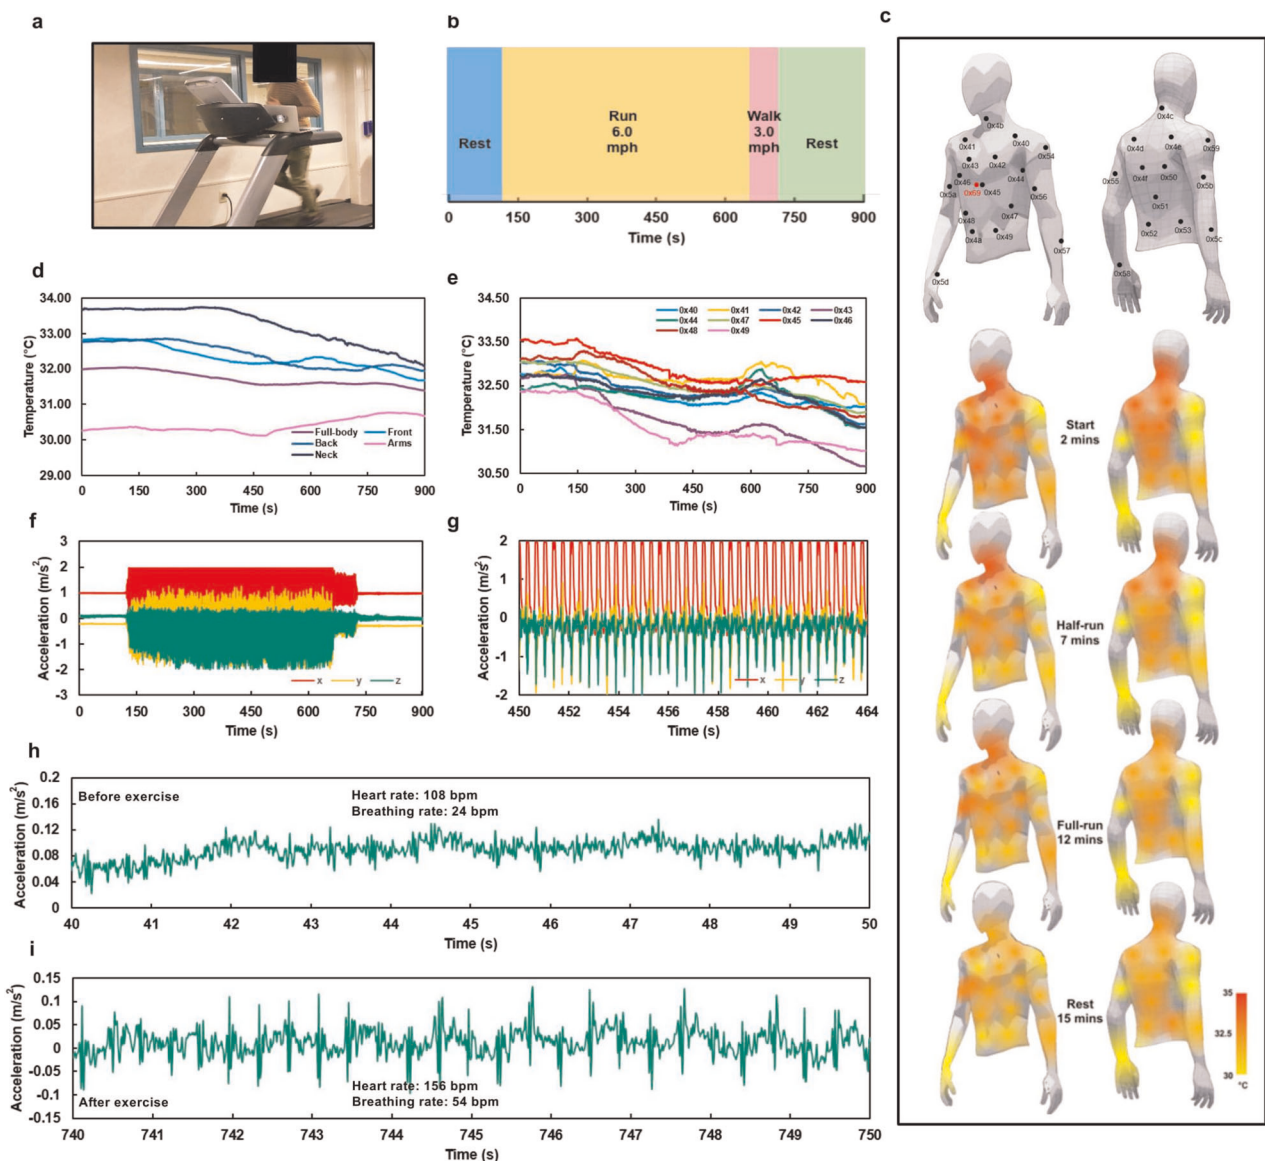 a
b
c
Rest
Run
6.0
mph
Walk
3.0
mph
Rest
0 150 300 450 600 750 900
Time (s)
0x4b
0x41
0x40
0x54
0x43
0x42
0x46
0x44
0x5a
0x69
0x45
0x56
0x48
0x47
0x4a
0x49
0x57
0x5d
0x4c
0x4d
0x4e
0x59
0x55
0x4f
0x50
0x5b
0x51
0x52
0x53
0x5c
0x58
Start
2 mins
Half-run
7 mins
Full-run
12 mins
Rest
15 mins
35
32.5
30
°C
d
34.00
33.00
32.00
31.00
30.00
29.00
Temperature (°C)
Full-body Front
Back Arms
Neck
0 150 300 450 600 750 900
Time (s)
e
34.50
33.50
32.50
31.50
30.50
Temperature (°C)
0x40 0x41 0x42 0x43
0x44 0x47 0x45 0x46
0x48 0x49
0 150 300 450 600 750 900
Time (s)
f
3
2
1
0
-1
-2
-3
Acceleration (m/s²)
x y z
0 150 300 450 600 750 900
Time (s)
g
2
1
0
-1
-2
Acceleration (m/s²)
x y z
450 452 454 456 458 460 462 464
Time (s)
h
0.2
0.16
0.12
0.08
0.04
0
Acceleration (m/s²)
Before exercise
Heart rate: 108 bpm
Breathing rate: 24 bpm
40 41 42 43 44 45 46 47 48 49 50
Time (s)
i
0.15
0.1
0.05
0
-0.05
-0.1
-0.15
Acceleration (m/s²)
Heart rate: 156 bpm
After exercise
Breathing rate: 54 bpm
740 741 742 743 744 745 746 747 748 749 750
Time (s)